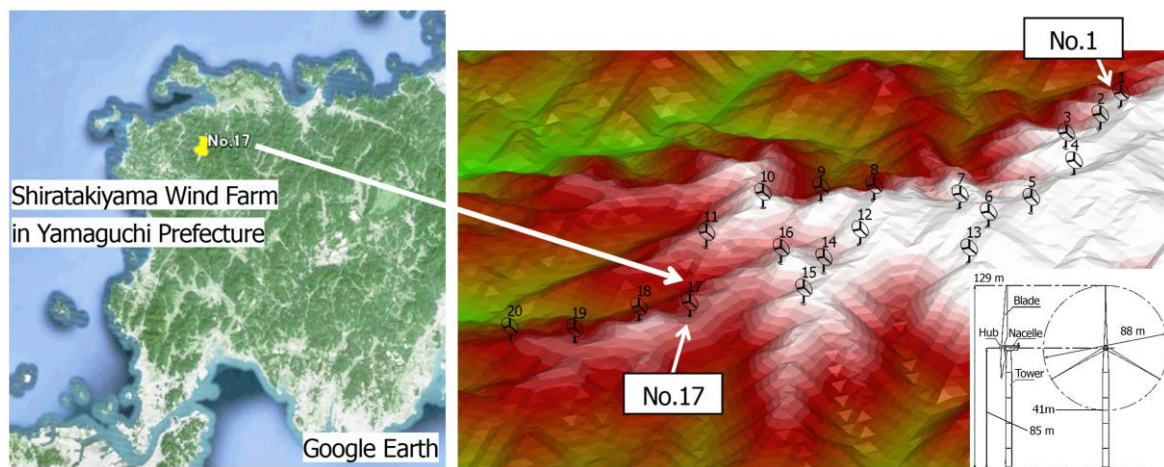 No.17
Shiratakiyama Wind Farm
in Yamaguchi Prefecture
Google Earth
No.1
1
2
3
4
5
6
7
8
9
10
11
12
13
14
15
16
17
18
19
20
No.17
129 m
Blade
Hub
Nacelle
88 m
Tower
41m
85 m